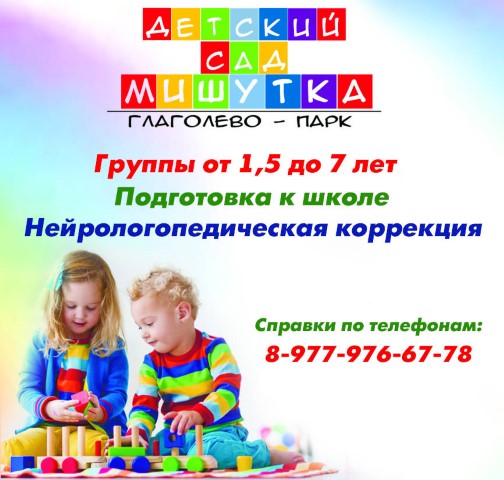 ДЕТСКИЙ
САД
МИШУТКА
ГЛАГОЛЕВО - ПАРК
Группы от 1,5 до 7 лет
Подготовка к школе
Нейрологопедическая коррекция
Справки по телефонам:
8-977-976-67-78